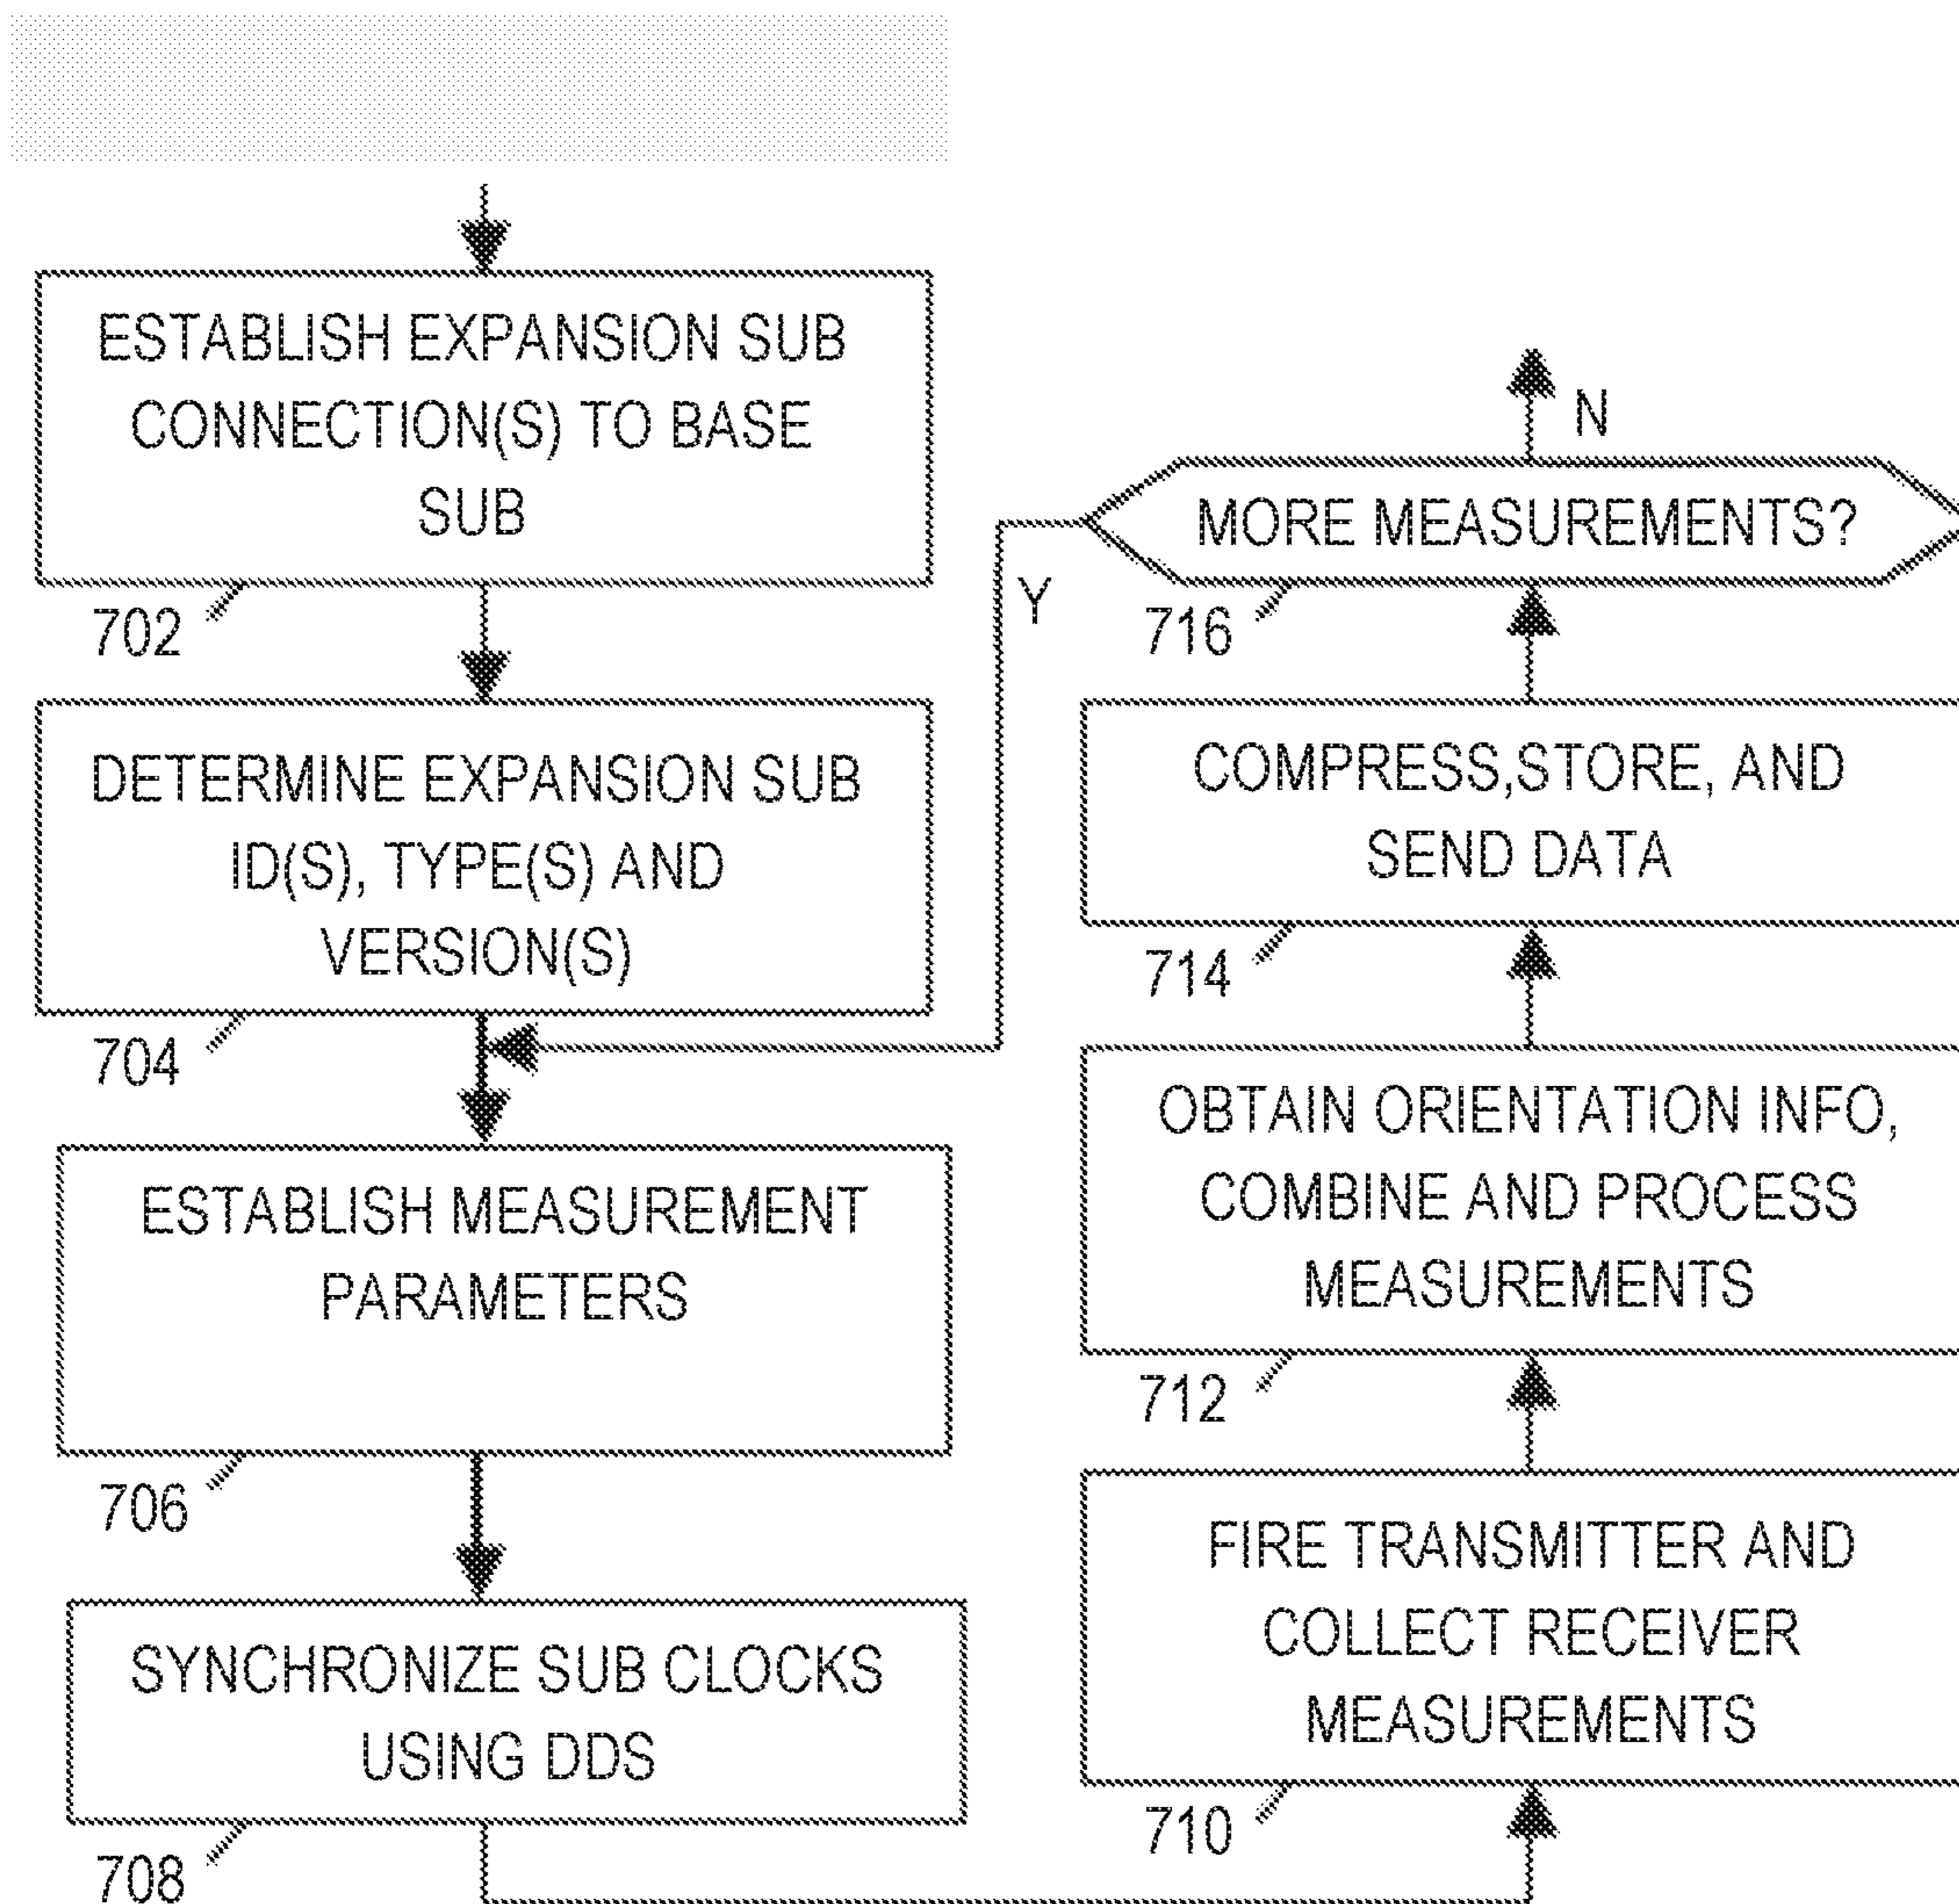 ESTABLISH EXPANSION SUB
CONNECTION(S) TO BASE
SUB
702
DETERMINE EXPANSION SUB
ID(S), TYPE(S) AND
VERSION(S)
704
ESTABLISH MEASUREMENT
PARAMETERS
706
SYNCHRONIZE SUB CLOCKS
USING DDS
708
N
MORE MEASUREMENTS?
Y
716
COMPRESS,STORE, AND
SEND DATA
714
OBTAIN ORIENTATION INFO,
COMBINE AND PROCESS
MEASUREMENTS
712
FIRE TRANSMITTER AND
COLLECT RECEIVER
MEASUREMENTS
710